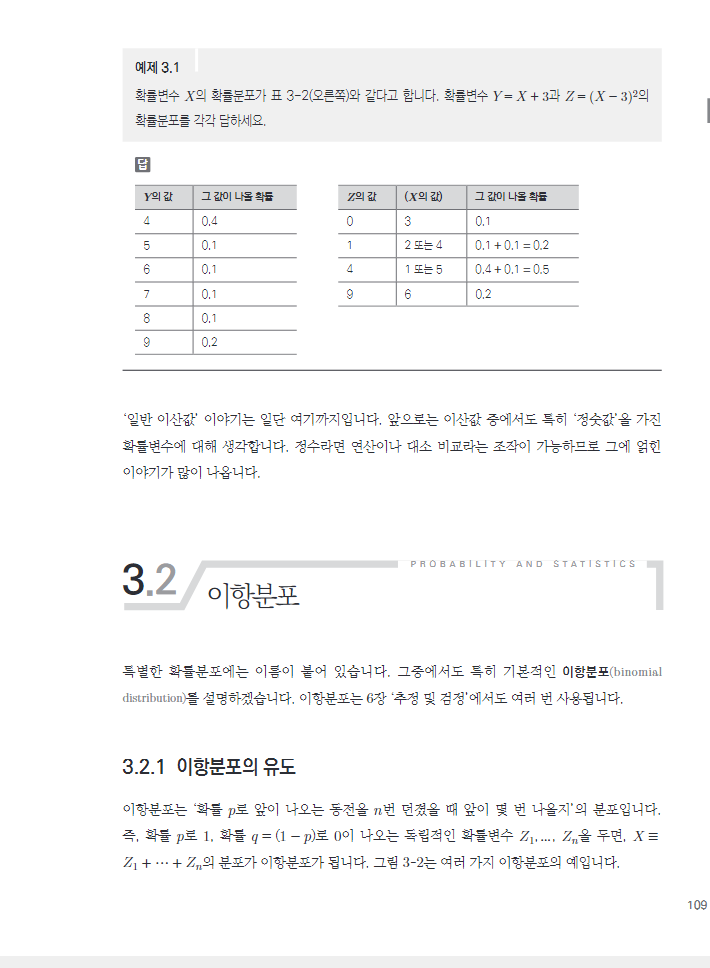 예제 3.1
확률변수 X의 확률분포가 표 3-2(오른쪽)와 같다고 합니다. 확률변수 Y = X + 3과 Z = (X − 3)²의
확률분포를 각각 답하세요.
답
Y의 값 그 값이 나올 확률
4 0.4
5 0.1
6 0.1
7 0.1
8 0.1
9 0.2
Z의 값 (X의 값) 그 값이 나올 확률
0 3 0.1
1 2 또는 4 0.1 + 0.1 = 0.2
4 1 또는 5 0.4 + 0.1 = 0.5
9 6 0.2
‘일반 이산값’ 이야기는 일단 여기까지입니다. 앞으로는 이산값 중에서도 특히 ‘정숫값’을 가진
확률변수에 대해 생각합니다. 정수라면 연산이나 대소 비교라는 조작이 가능하므로 그에 얽힌
이야기가 많이 나옵니다.
PROBABILITY AND STATISTICS
3.2 이항분포
특별한 확률분포에는 이름이 붙어 있습니다. 그중에서도 특히 기본적인 이항분포(binomial
distribution)를 설명하겠습니다. 이항분포는 6장 ‘추정 및 검정’에서도 여러 번 사용됩니다.
3.2.1 이항분포의 유도
이항분포는 ‘확률 p로 앞이 나오는 동전을 n번 던졌을 때 앞이 몇 번 나올지’의 분포입니다.
즉, 확률 p로 1, 확률 q = (1 − p)로 0이 나오는 독립적인 확률변수 Z₁, ..., Zₙ을 두면, X ≡
Z₁ + ⋯ + Zₙ의 분포가 이항분포가 됩니다. 그림 3-2는 여러 가지 이항분포의 예입니다.
109